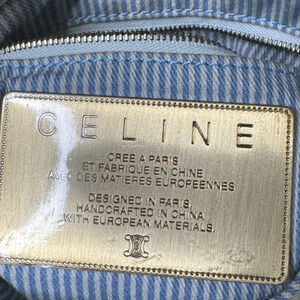 CELINE
CREE A PARIS
ET FABRIQUE EN CHINE
AVEC DES MATIERES EUROPEENNES
DESIGNED IN PARIS,
HANDCRAFTED IN CHINA
WITH EUROPEAN MATERIALS.